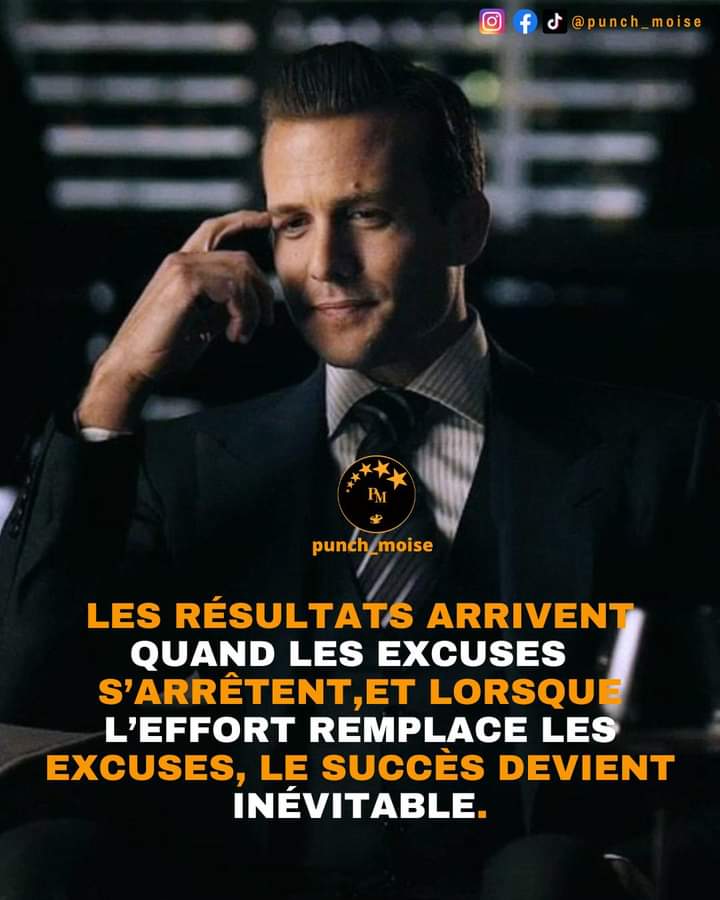 @punch_moise
PM
punch_moise
LES RÉSULTATS ARRIVENT
QUAND LES EXCUSES
S’ARRÊTENT,ET LORSQUE
L’EFFORT REMPLACE LES
EXCUSES, LE SUCCÈS DEVIENT
INÉVITABLE.